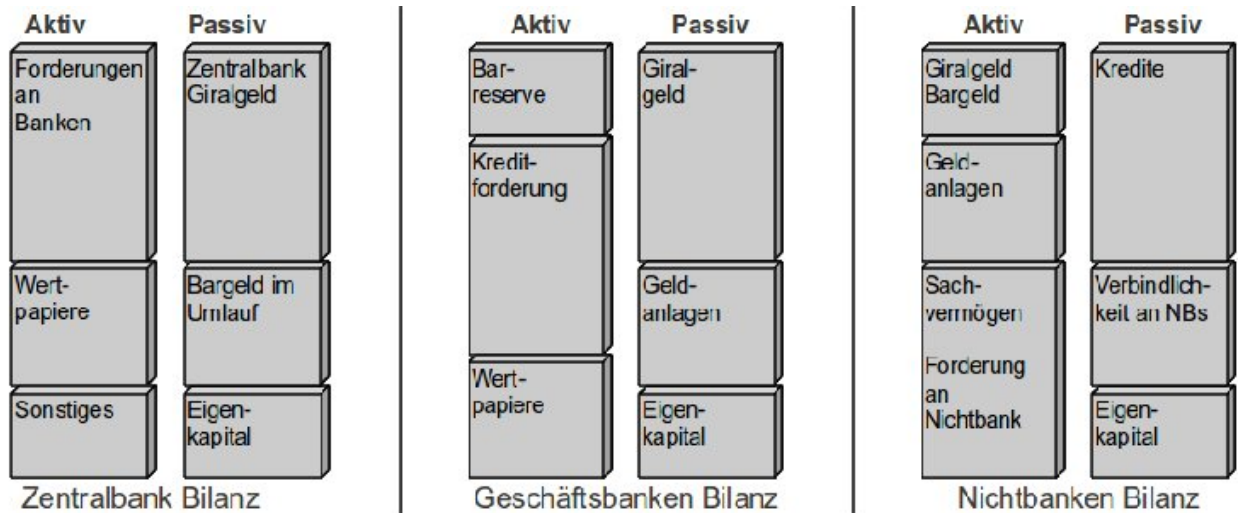 Aktiv
Passiv
Forderungen
an
Banken
Wert-
papiere
Sonstiges
Zentralbank
Giralgeld
Bargeld im
Umlauf
Eigen-
kapital
Zentralbank Bilanz
Aktiv
Passiv
Bar-
reserve
Kredit-
forderung
Wert-
papiere
Giral-
geld
Geld-
anlagen
Eigen-
kapital
Geschäftsbanken Bilanz
Aktiv
Passiv
Giralgeld
Bargeld
Geld-
anlagen
Sach-
vermögen
Forderung
an
Nichtbank
Kredite
Verbindlich-
keit an NBs
Eigen-
kapital
Nichtbanken Bilanz